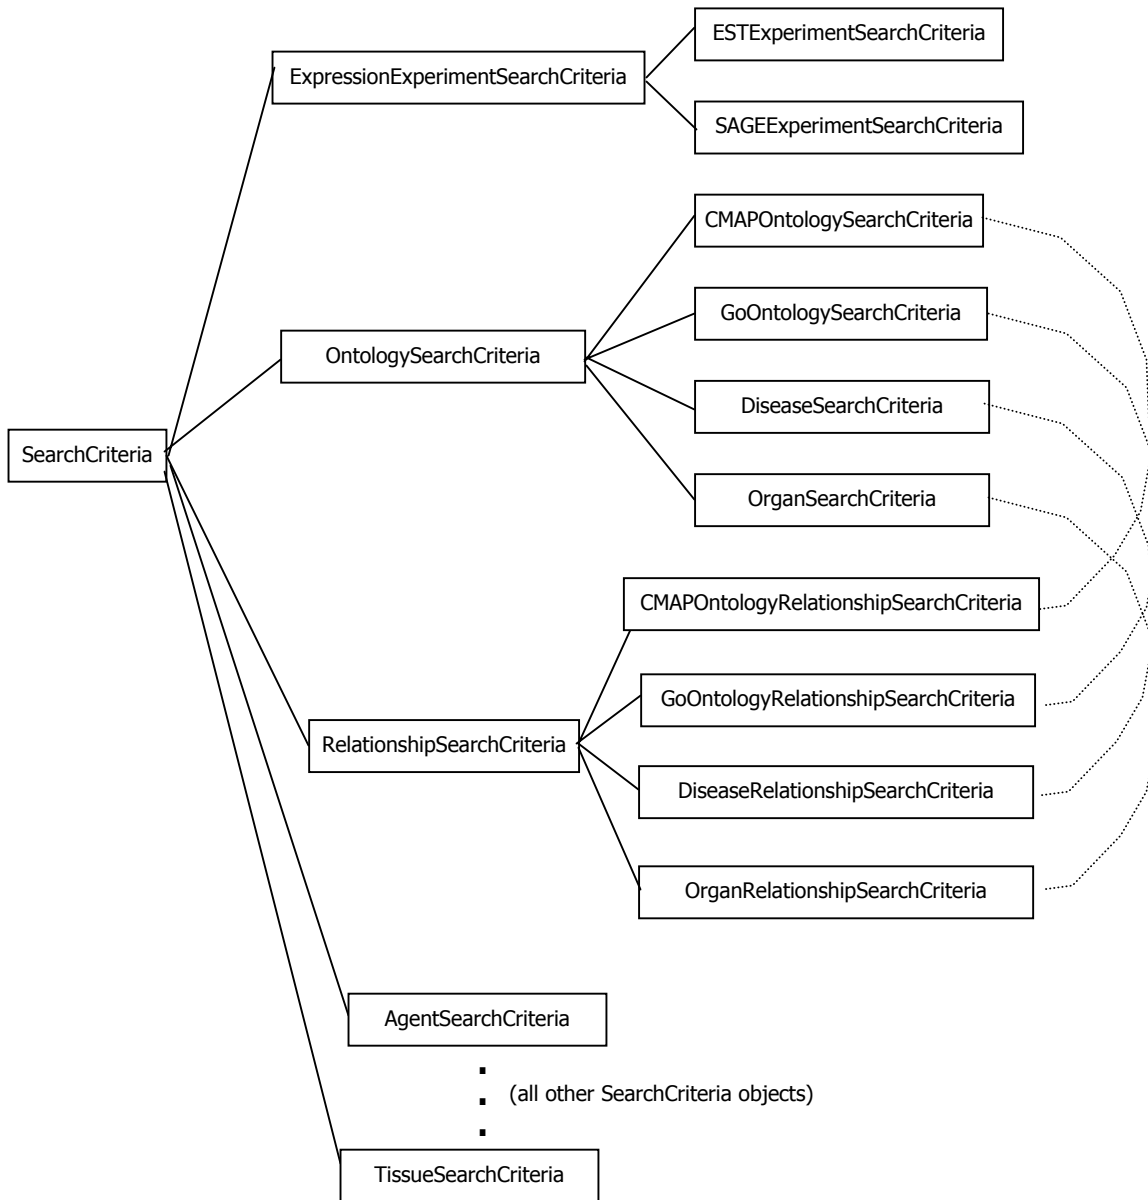 ESTExperimentSearchCriteria
ExpressionExperimentSearchCriteria
SAGEExperimentSearchCriteria
CMAPOntologySearchCriteria
GoOntologySearchCriteria
OntologySearchCriteria
DiseaseSearchCriteria
SearchCriteria
OrganSearchCriteria
CMAPOntologyRelationshipSearchCriteria
GoOntologyRelationshipSearchCriteria
RelationshipSearchCriteria
DiseaseRelationshipSearchCriteria
OrganRelationshipSearchCriteria
AgentSearchCriteria
(all other SearchCriteria objects)
TissueSearchCriteria